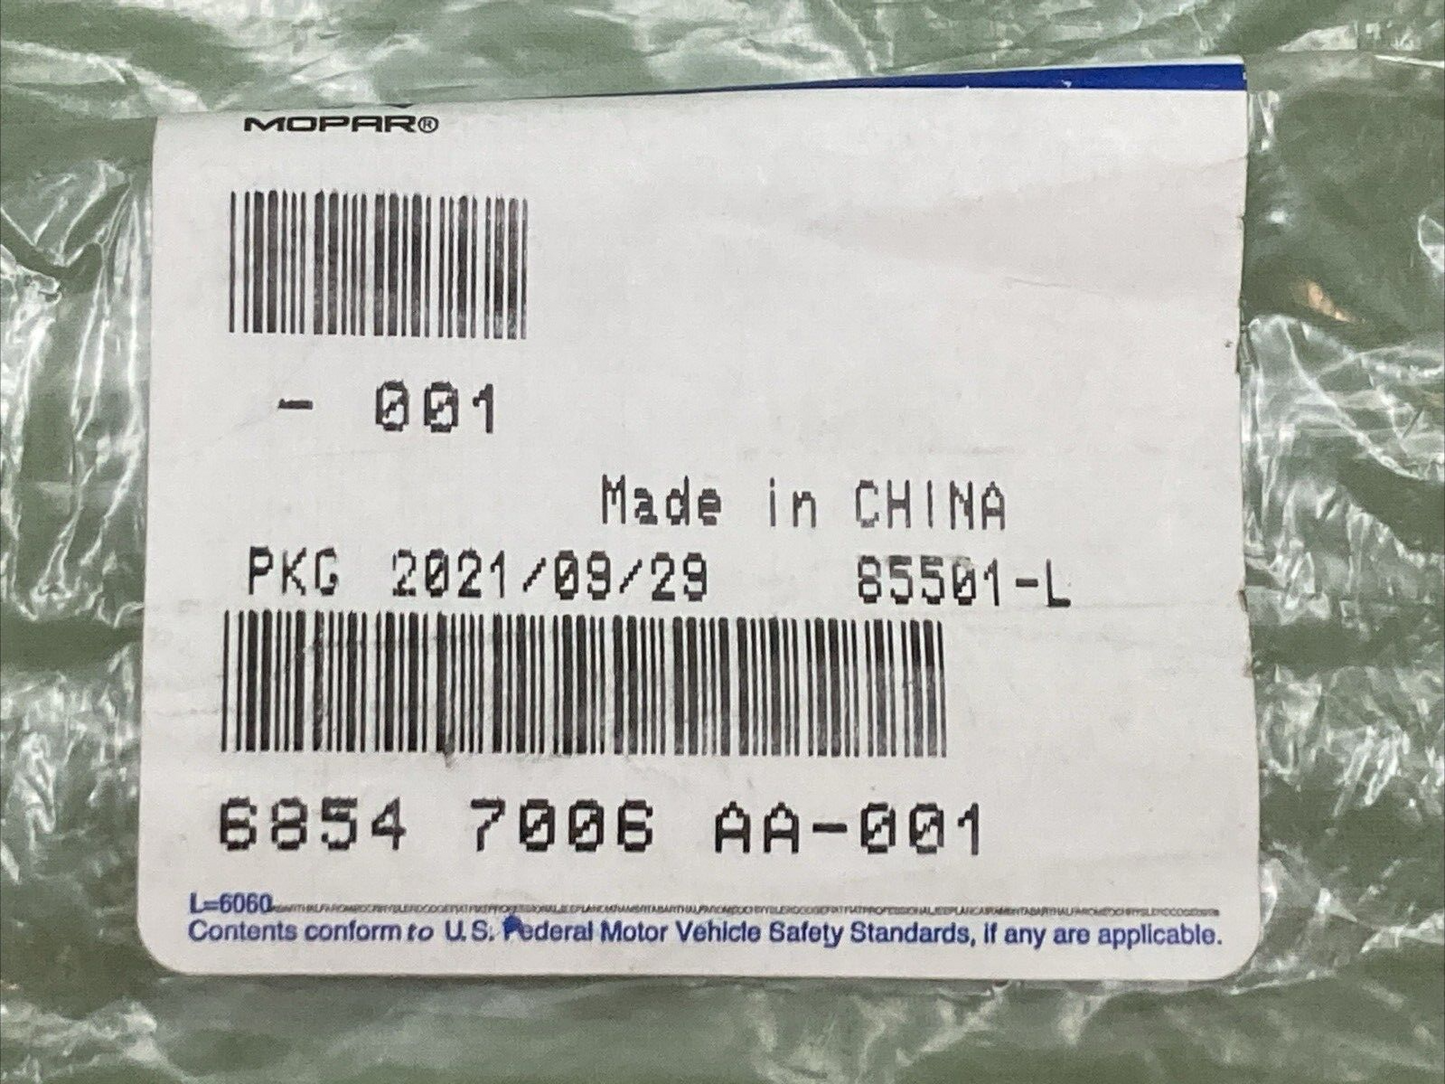 MOPAR®
- 001
Made in CHINA
PKG 2021/09/29 85501-L
6854 7006 AA-001
L=6060
Contents conform to U.S. Federal Motor Vehicle Safety Standards, if any are applicable.